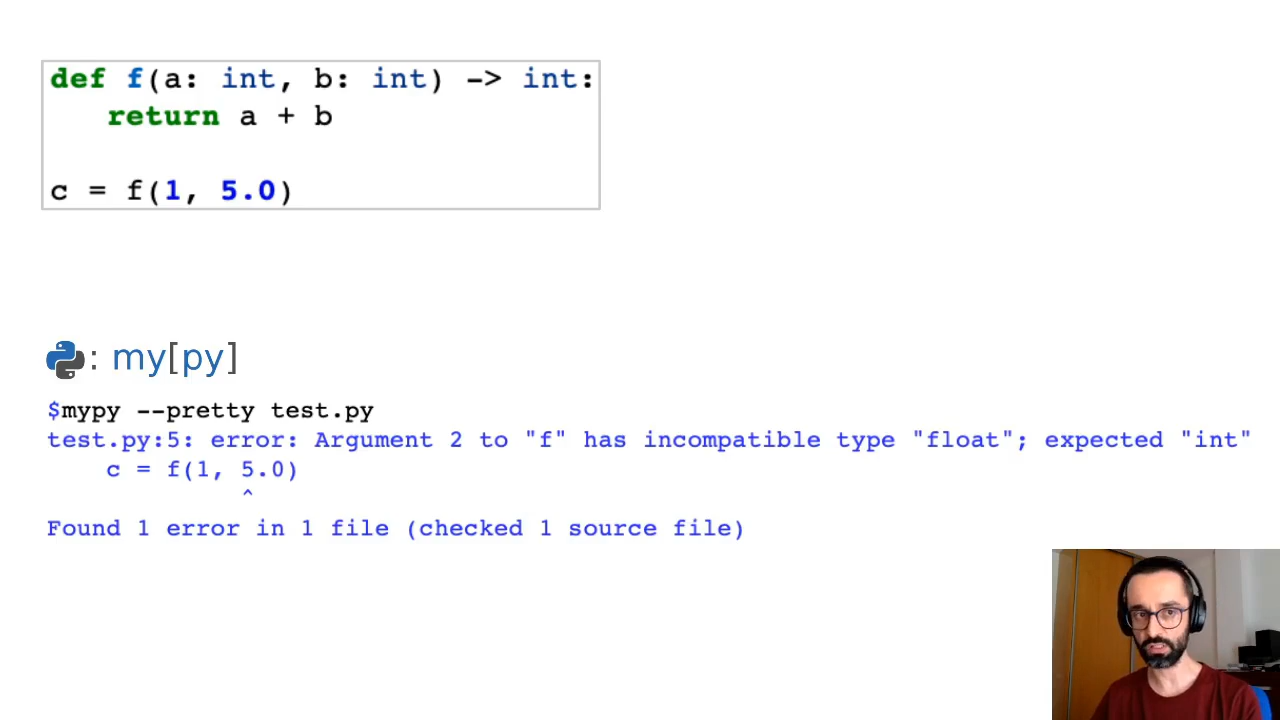 def f(a: int, b: int) -> int:
return a + b
c = f(1, 5.0)
: my[py]
$mypy --pretty test.py
test.py:5: error: Argument 2 to "f" has incompatible type "float"; expected "int"
c = f(1, 5.0)
^
Found 1 error in 1 file (checked 1 source file)